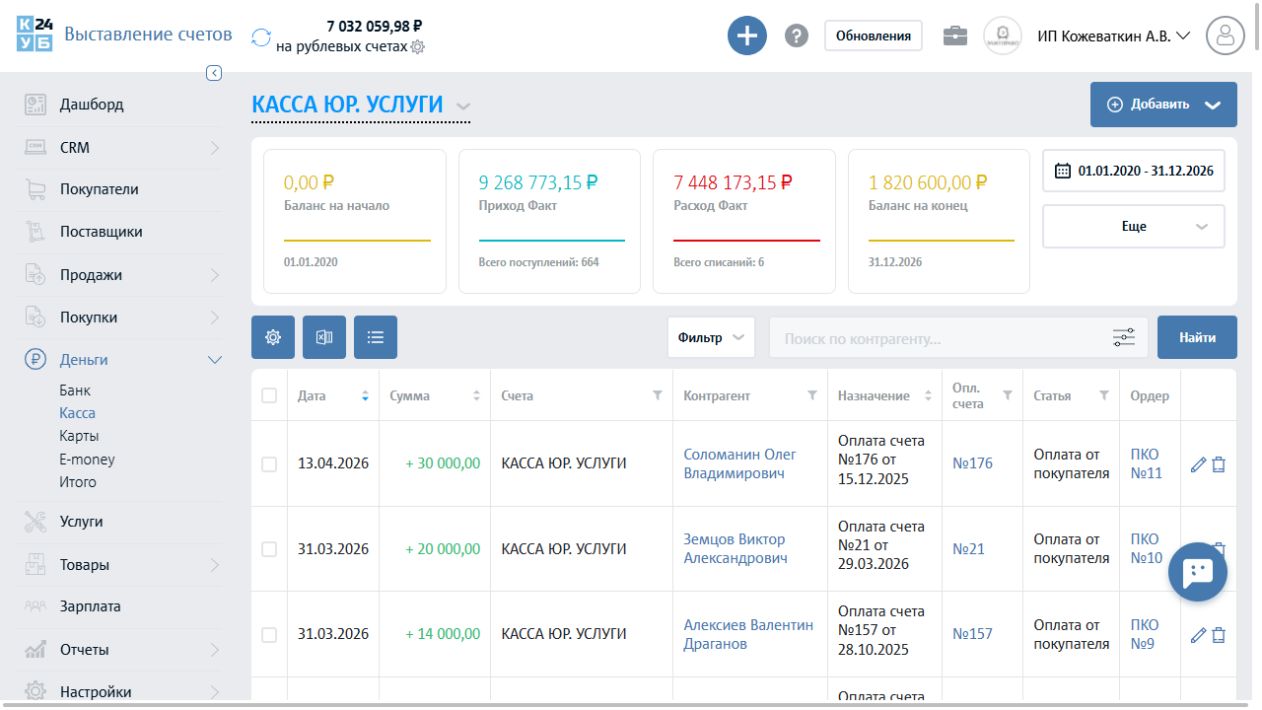 К 24
У Б
Выставление счетов
7 032 059,98 ₽
на рублевых счетах
Обновления
ИП Кожеваткин А.В.
Дашборд
CRM
Покупатели
Поставщики
Продажи
Покупки
Деньги
Банк
Касса
Карты
E-money
Итого
Услуги
Товары
Зарплата
Отчеты
Настройки
КАССА ЮР. УСЛУГИ
Добавить
0,00 ₽
Баланс на начало
01.01.2020
9 268 773,15 ₽
Приход Факт
Всего поступлений: 664
7 448 173,15 ₽
Расход Факт
Всего списаний: 6
1 820 600,00 ₽
Баланс на конец
31.12.2026
01.01.2020 - 31.12.2026
Еще
Фильтр
Поиск по контрагенту...
Найти
Дата
Сумма
Счета
Контрагент
Назначение
Опл.
счета
Статья
Ордер
13.04.2026
+ 30 000,00
КАССА ЮР. УСЛУГИ
Соломанин Олег
Владимирович
Оплата счета
№176 от
15.12.2025
№176
Оплата от
покупателя
ПКО
№11
31.03.2026
+ 20 000,00
КАССА ЮР. УСЛУГИ
Земцов Виктор
Александрович
Оплата счета
№21 от
29.03.2026
№21
Оплата от
покупателя
ПКО
№10
31.03.2026
+ 14 000,00
КАССА ЮР. УСЛУГИ
Алексиев Валентин
Драганов
Оплата счета
№157 от
28.10.2025
№157
Оплата от
покупателя
ПКО
№9
Оплата счета